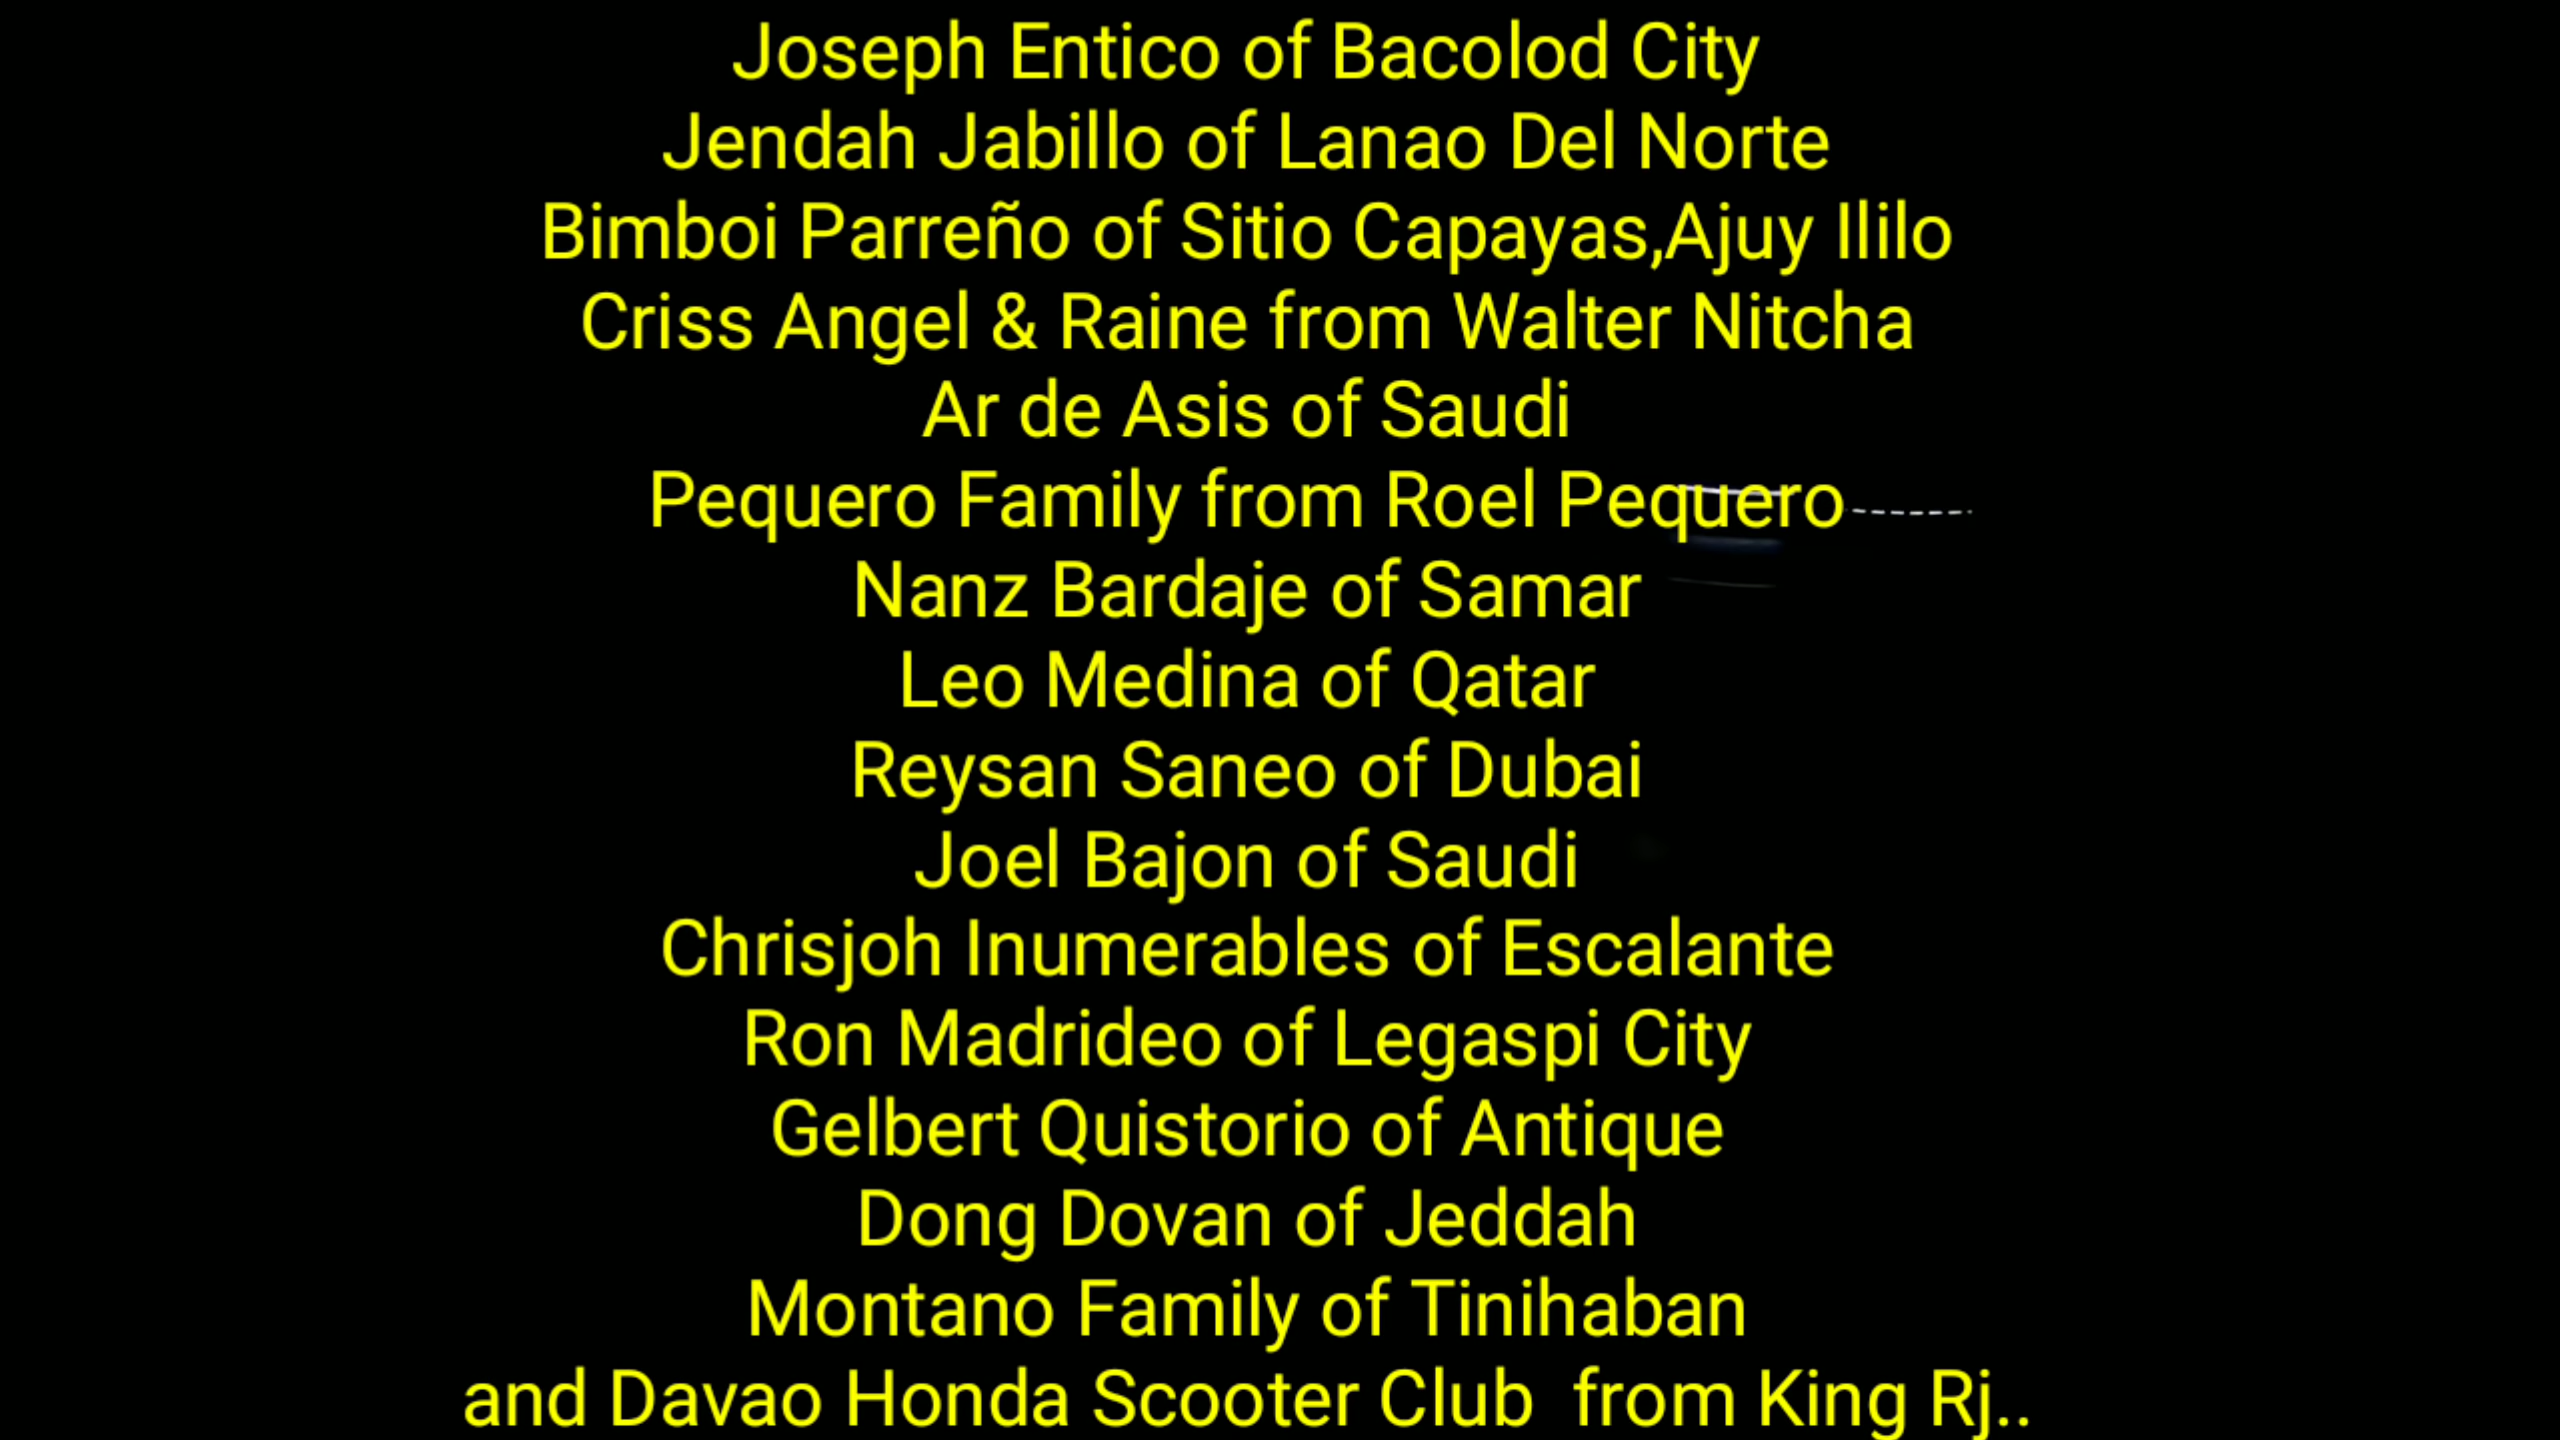 Joseph Entico of Bacolod City
Jendah Jabillo of Lanao Del Norte
Bimboi Parreño of Sitio Capayas,Ajuy Ililo
Criss Angel & Raine from Walter Nitcha
Ar de Asis of Saudi
Pequero Family from Roel Pequero
Nanz Bardaje of Samar
Leo Medina of Qatar
Reysan Saneo of Dubai
Joel Bajon of Saudi
Chrisjoh Inumerables of Escalante
Ron Madrideo of Legaspi City
Gelbert Quistorio of Antique
Dong Dovan of Jeddah
Montano Family of Tinihaban
and Davao Honda Scooter Club  from King Rj..